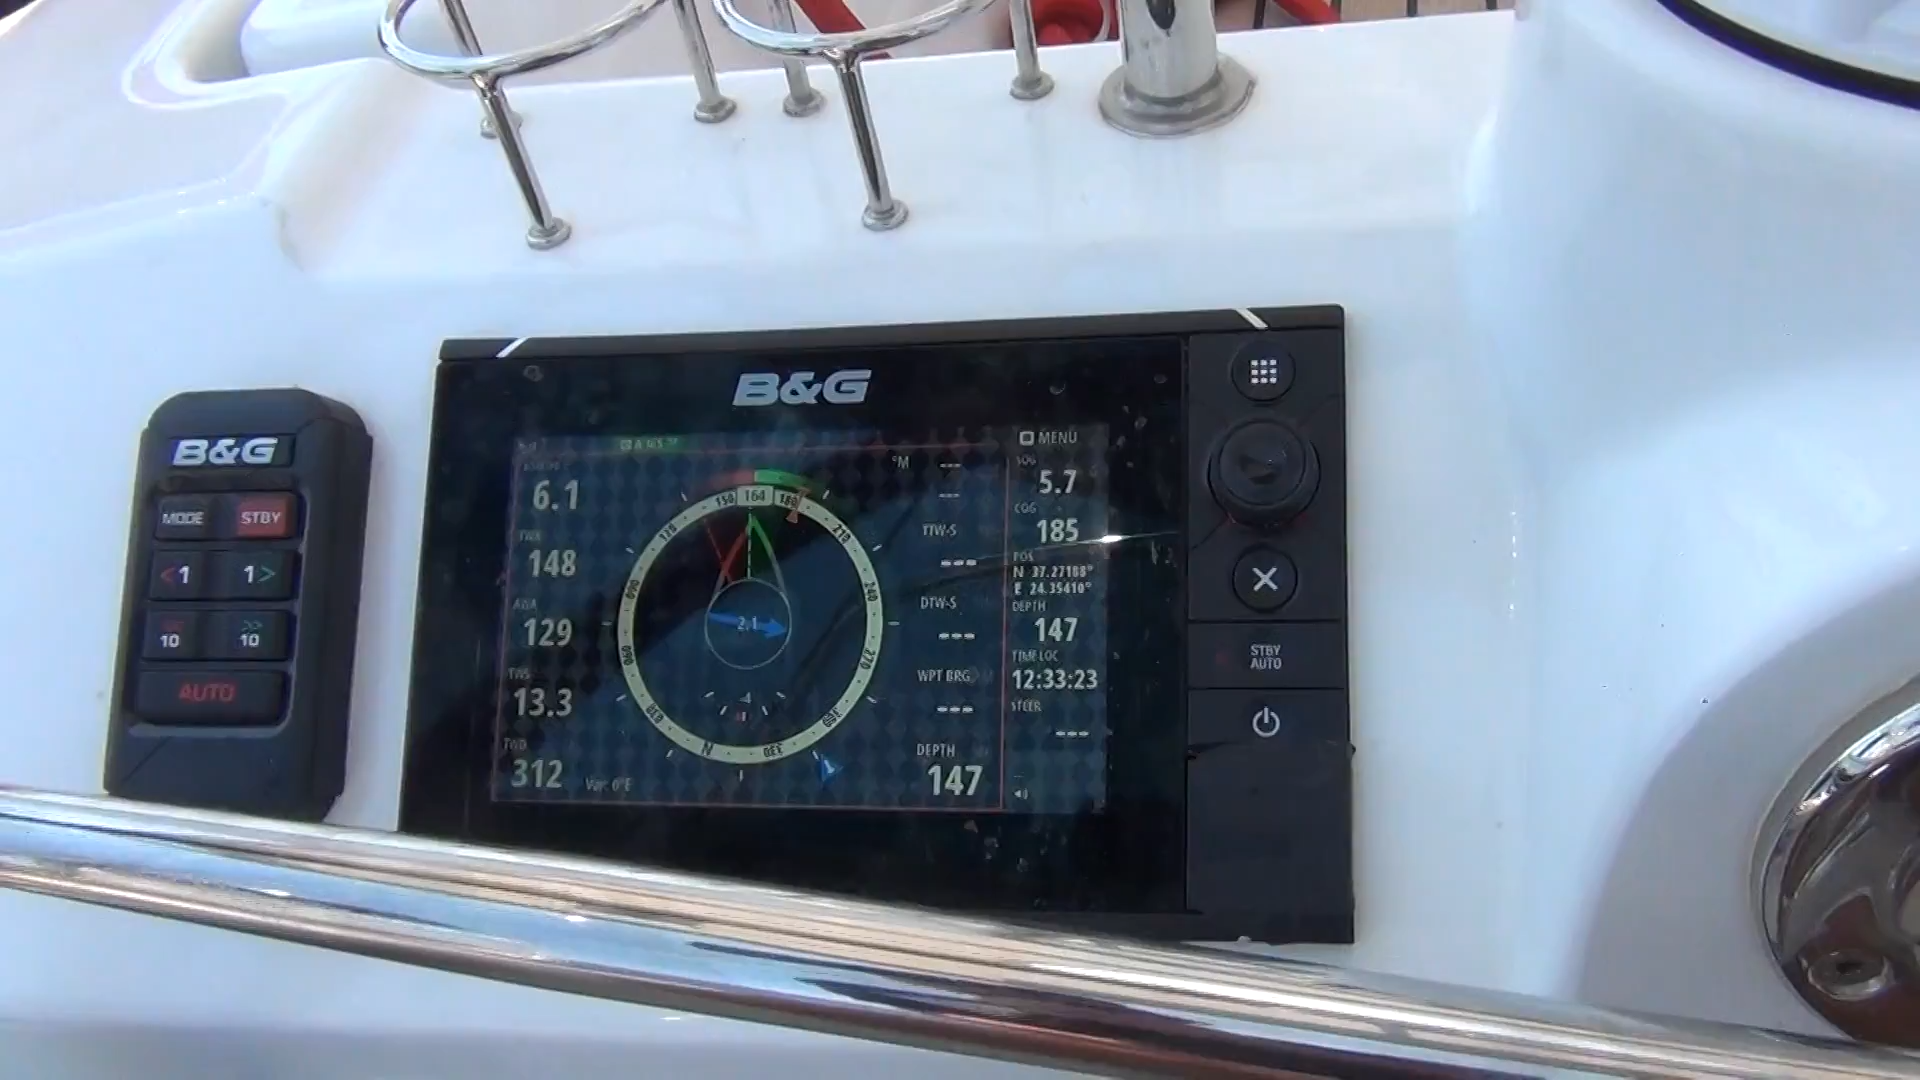 B&G
MODE STBY
<1 1>
<< >>
10 10
AUTO
B&G
MENU
6.1
TWA
148
AWA
129
TWS
13.3
TWD
312
Var: 0°E
°M
150 164 180
120 210
090 240
060 270
030 300
N 330
2.1
-4
---
---
TTW-S
---
DTW-S
---
WPT BRG
---
DEPTH
147
SOG
5.7
COG
185
POS
N 37.27188°
E 24.35410°
DEPTH
147
TIME LOC
12:33:23
STEER
---
STBY
AUTO